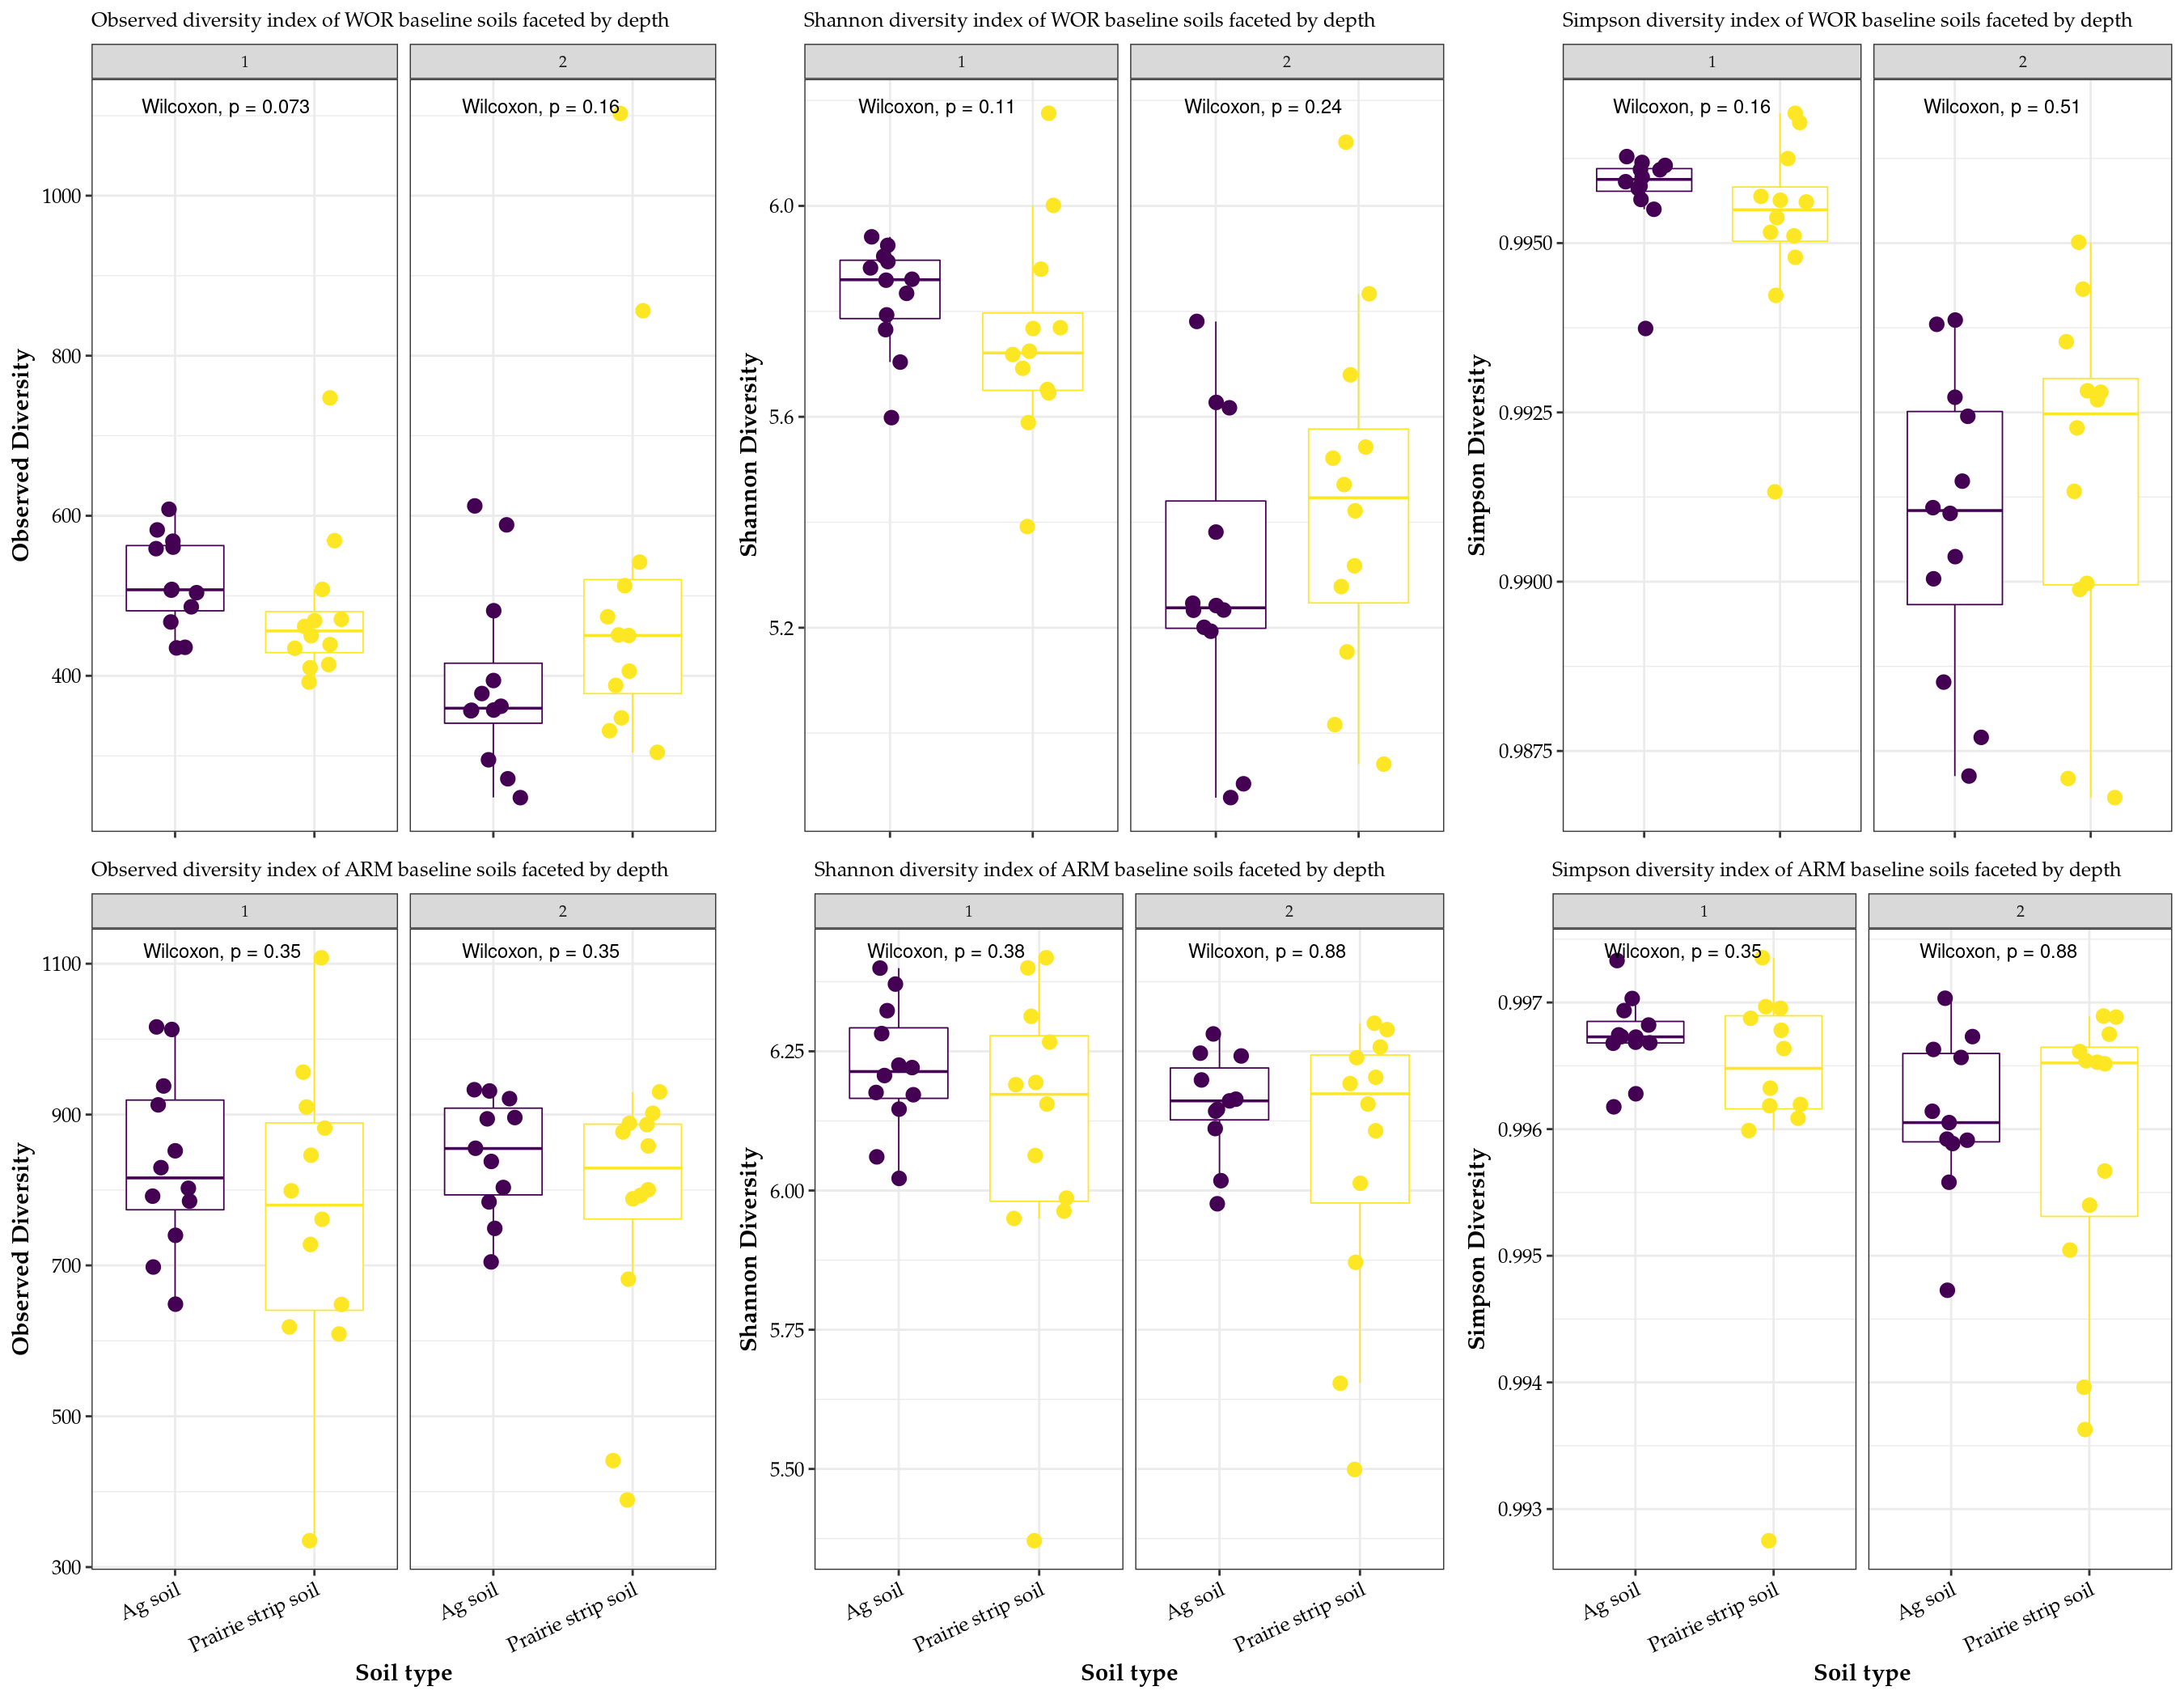 Observed diversity index of WOR baseline soils faceted by depth
1
2
Wilcoxon, p = 0.073
Wilcoxon, p = 0.16
1000
800
600
400
Observed Diversity
Shannon diversity index of WOR baseline soils faceted by depth
1
2
Wilcoxon, p = 0.11
Wilcoxon, p = 0.24
6.0
5.6
5.2
Shannon Diversity
Simpson diversity index of WOR baseline soils faceted by depth
1
2
Wilcoxon, p = 0.16
Wilcoxon, p = 0.51
0.9950
0.9925
0.9900
0.9875
Simpson Diversity
Observed diversity index of ARM baseline soils faceted by depth
1
2
Wilcoxon, p = 0.35
Wilcoxon, p = 0.35
1100
900
700
500
300
Observed Diversity
Ag soil
Prairie strip soil
Ag soil
Prairie strip soil
Soil type
Shannon diversity index of ARM baseline soils faceted by depth
1
2
Wilcoxon, p = 0.38
Wilcoxon, p = 0.88
6.25
6.00
5.75
5.50
Shannon Diversity
Ag soil
Prairie strip soil
Ag soil
Prairie strip soil
Soil type
Simpson diversity index of ARM baseline soils faceted by depth
1
2
Wilcoxon, p = 0.35
Wilcoxon, p = 0.88
0.997
0.996
0.995
0.994
0.993
Simpson Diversity
Ag soil
Prairie strip soil
Ag soil
Prairie strip soil
Soil type